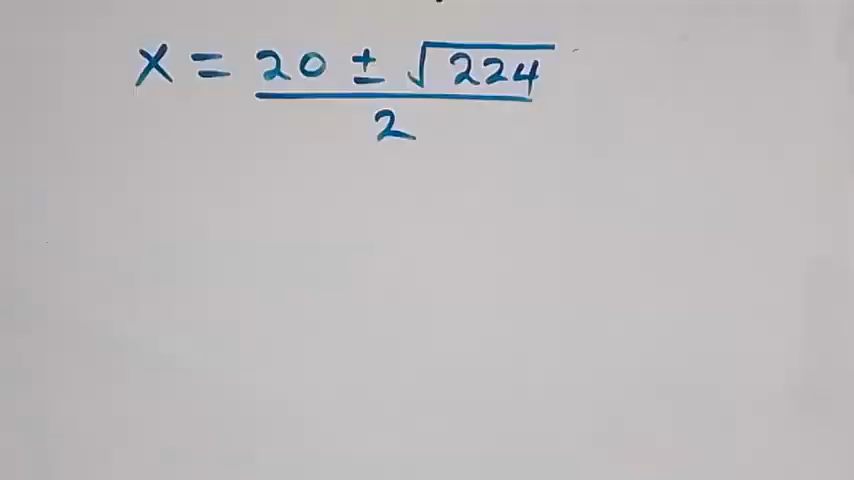 x = 20 ± √224
2